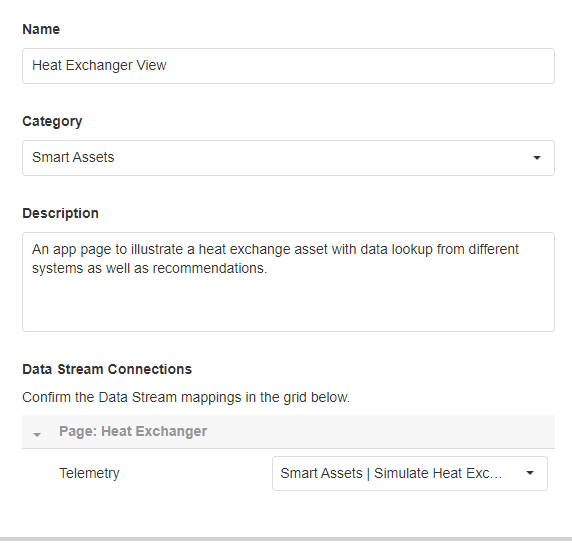 Name
Heat Exchanger View
Category
Smart Assets
Description
An app page to illustrate a heat exchange asset with data lookup from different
systems as well as recommendations.
Data Stream Connections
Confirm the Data Stream mappings in the grid below.
Page: Heat Exchanger
Telemetry
Smart Assets | Simulate Heat Exc...